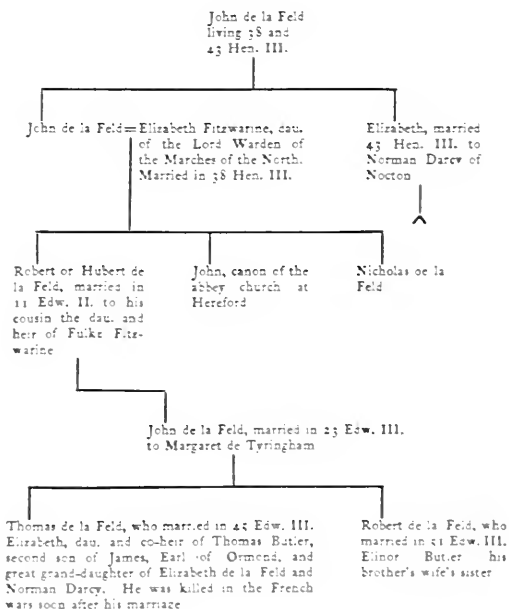 John de la Feld
living 38 and
43 Hen. III.
John de la Feld=Elizabeth Fitzwarine, dau.
of the Lord Warden of
the Marches of the North.
Married in 38 Hen. III.
Elizabeth, married
43 Hen. III. to
Norman Darcy of
Nocton
Robert or Hubert de
la Feld, married in
11 Edw. II. to his
cousin the dau. and
heir of Fulke Fitz-
warine
John, canon of the
abbey church at
Hereford
Nicholas de la
Feld
John de la Feld, married in 23 Edw. III.
to Margaret de Tyringham
Thomas de la Feld, who married in 45 Edw. III.
Elizabeth, dau. and co-heir of Thomas Butler,
second son of James, Earl of Ormond, and
great grand-daughter of Elizabeth de la Feld and
Norman Darcy. He was killed in the French
wars soon after his marriage
Robert de la Feld, who
married in 51 Edw. III.
Elinor Butler his
brother's wife's sister